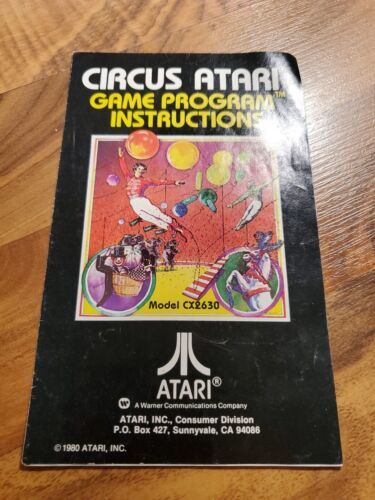 CIRCUS ATARI
GAME PROGRAM™
INSTRUCTIONS
Model CX2630
ATARI®
A Warner Communications Company
ATARI, INC., Consumer Division
P.O. Box 427, Sunnyvale, CA 94086
© 1980 ATARI, INC.